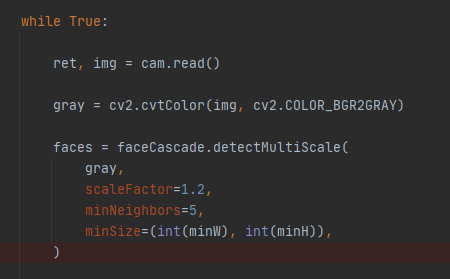 while True:
ret, img = cam.read()
gray = cv2.cvtColor(img, cv2.COLOR_BGR2GRAY)
faces = faceCascade.detectMultiScale(
gray,
scaleFactor=1.2,
minNeighbors=5,
minSize=(int(minW), int(minH)),
)